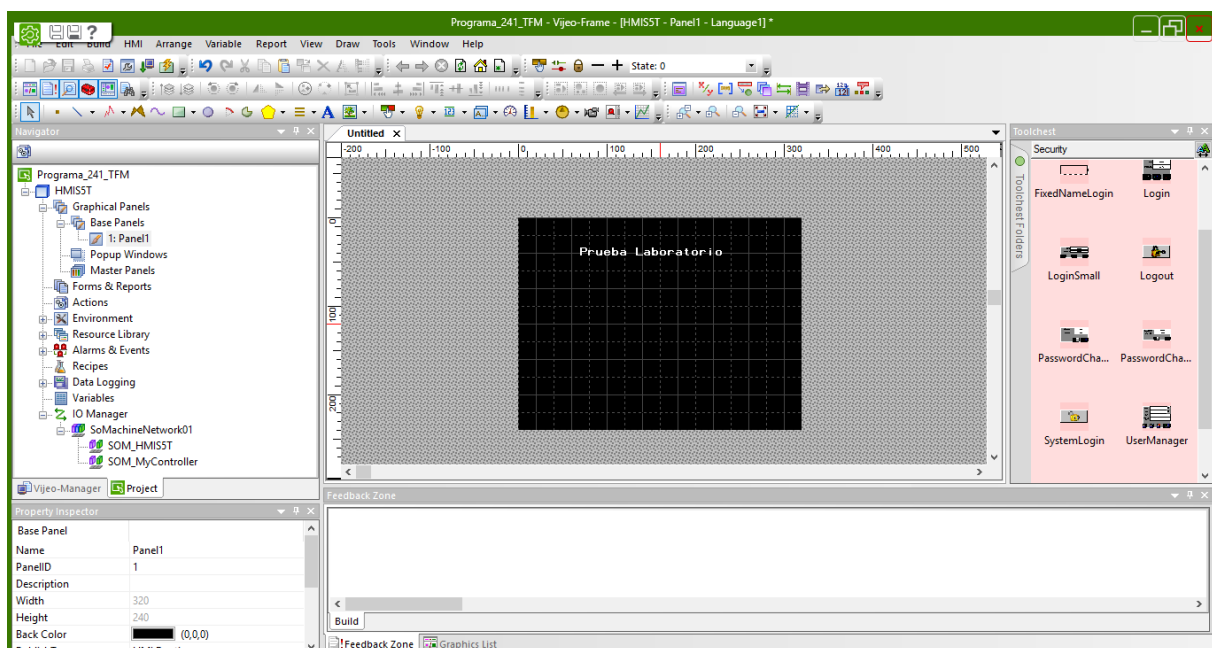 Programa_241_TFM - Vijeo-Frame - [HMIS5T - Panel1 - Language1] *
HMI Arrange Variable Report View Draw Tools Window Help
State: 0
Navigator
Untitled
Toolchest
-200 -100 0 100 200 300 400 500
Security
Programa_241_TFM
HMIS5T
Graphical Panels
Base Panels
1: Panel1
Popup Windows
Master Panels
Forms & Reports
Actions
Environment
Resource Library
Alarms & Events
Recipes
Data Logging
Variables
IO Manager
SoMachineNetwork01
SOM_HMIS5T
SOM_MyController
Vijeo-Manager Project
0
100
200
Prueba Laboratorio
Toolchest Folders
FixedNameLogin Login
LoginSmall Logout
PasswordCha... PasswordCha...
SystemLogin UserManager
Property Inspector
Base Panel
Name Panel1
PanelID 1
Description
Width 320
Height 240
Back Color (0,0,0)
Feedback Zone
Build
Feedback Zone Graphics List